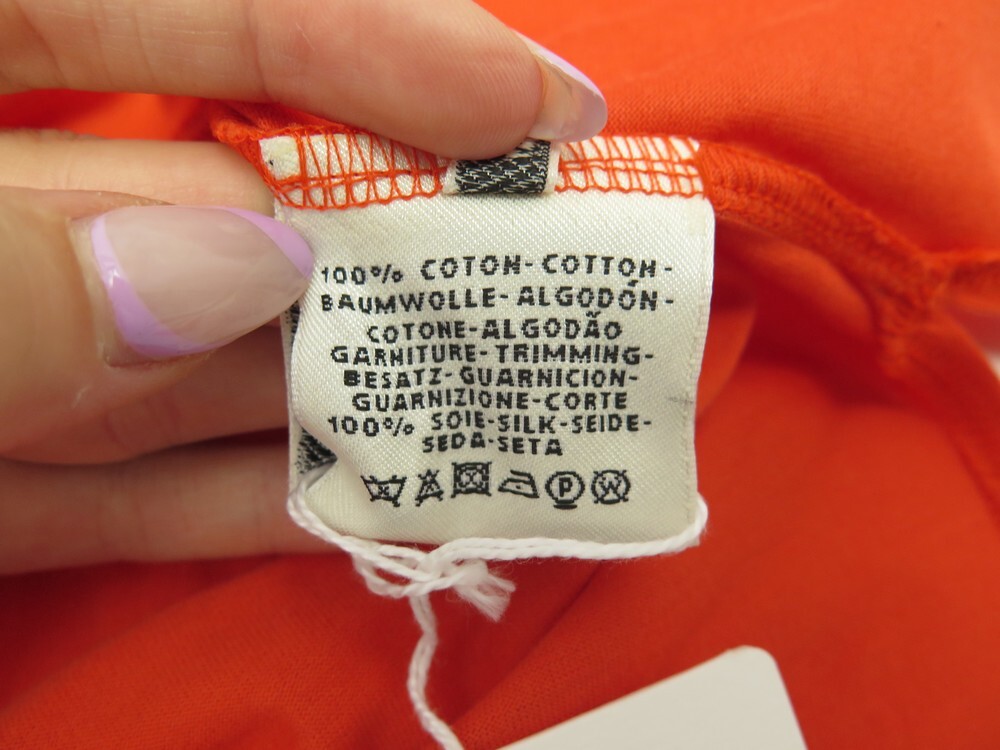 100% COTON-COTTON-
BAUMWOLLE-ALGODÓN-
COTONE-ALGODÃO
GARNITURE-TRIMMING-
BESATZ-GUARNICION-
GUARNIZIONE-CORTE
100% SOIE-SILK-SEIDE-
SEDA-SETA
P W